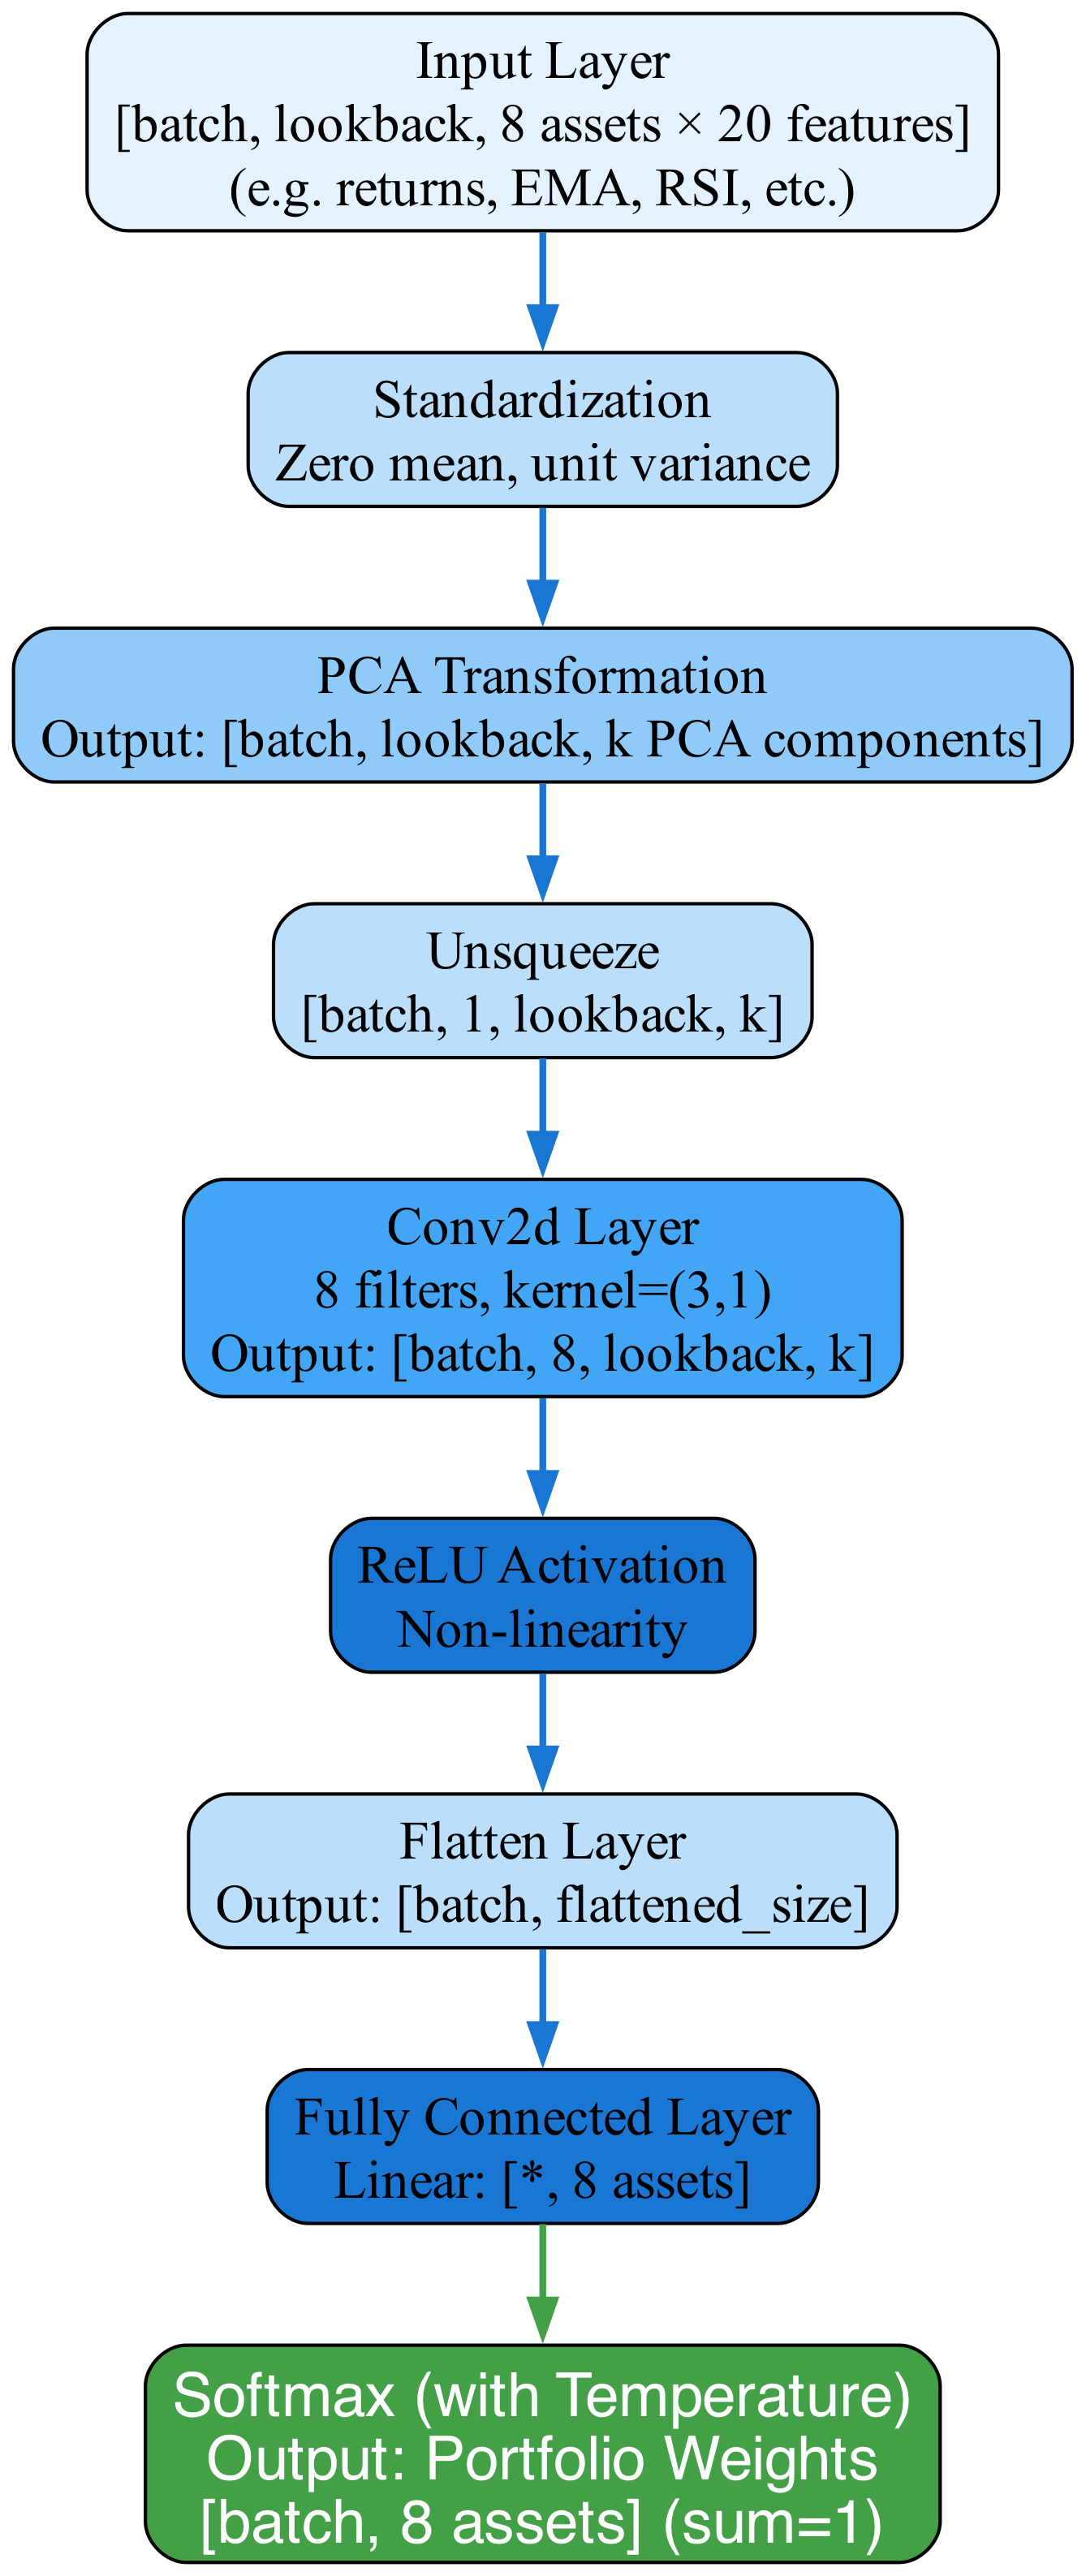 Input Layer
[batch, lookback, 8 assets × 20 features]
(e.g. returns, EMA, RSI, etc.)
Standardization
Zero mean, unit variance
PCA Transformation
Output: [batch, lookback, k PCA components]
Unsqueeze
[batch, 1, lookback, k]
Conv2d Layer
8 filters, kernel=(3,1)
Output: [batch, 8, lookback, k]
ReLU Activation
Non-linearity
Flatten Layer
Output: [batch, flattened_size]
Fully Connected Layer
Linear: [*, 8 assets]
Softmax (with Temperature)
Output: Portfolio Weights
[batch, 8 assets] (sum=1)